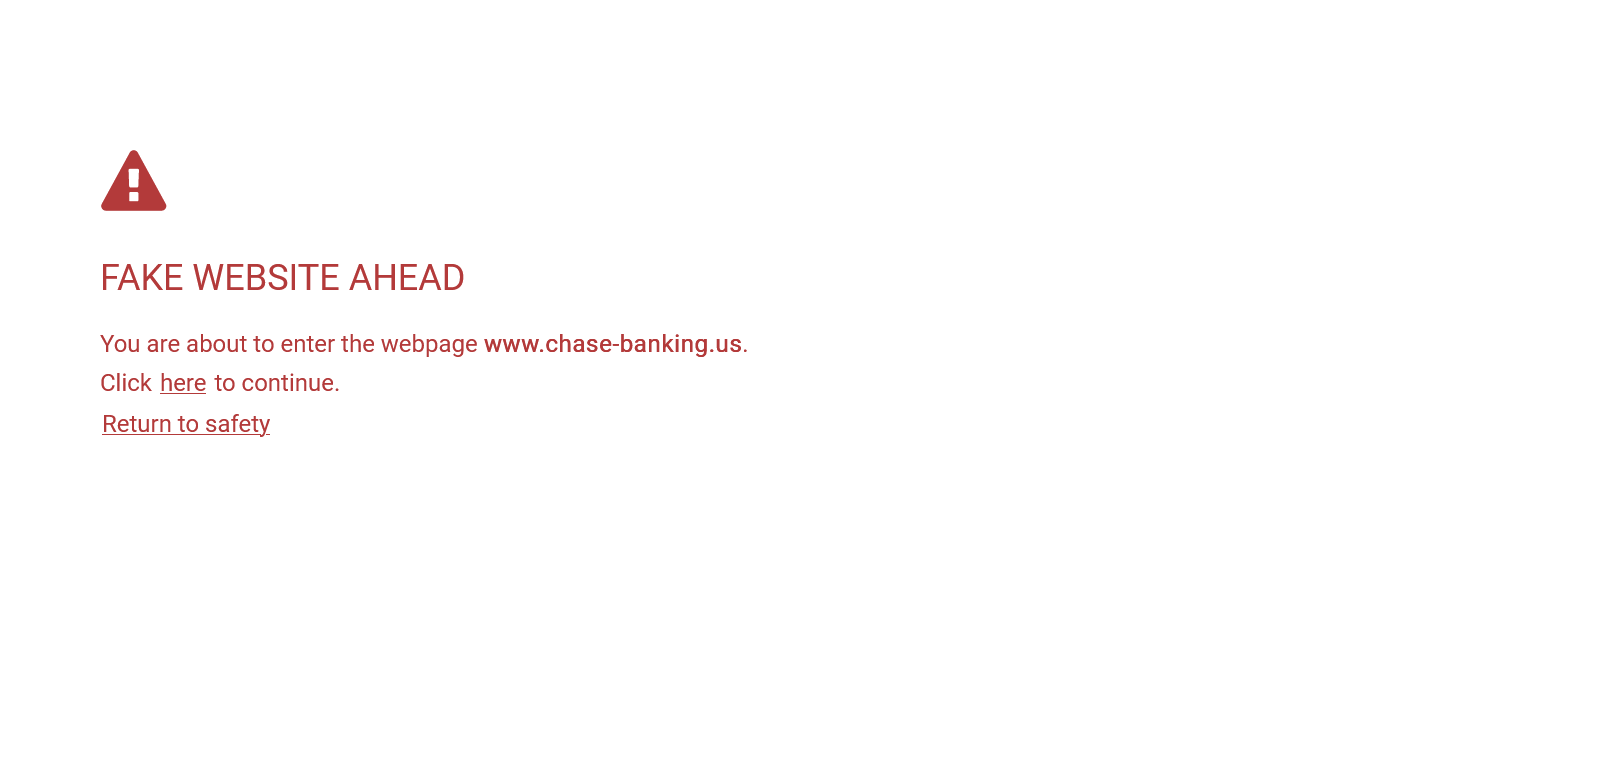 FAKE WEBSITE AHEAD
You are about to enter the webpage www.chase-banking.us.
Click here to continue.
Return to safety